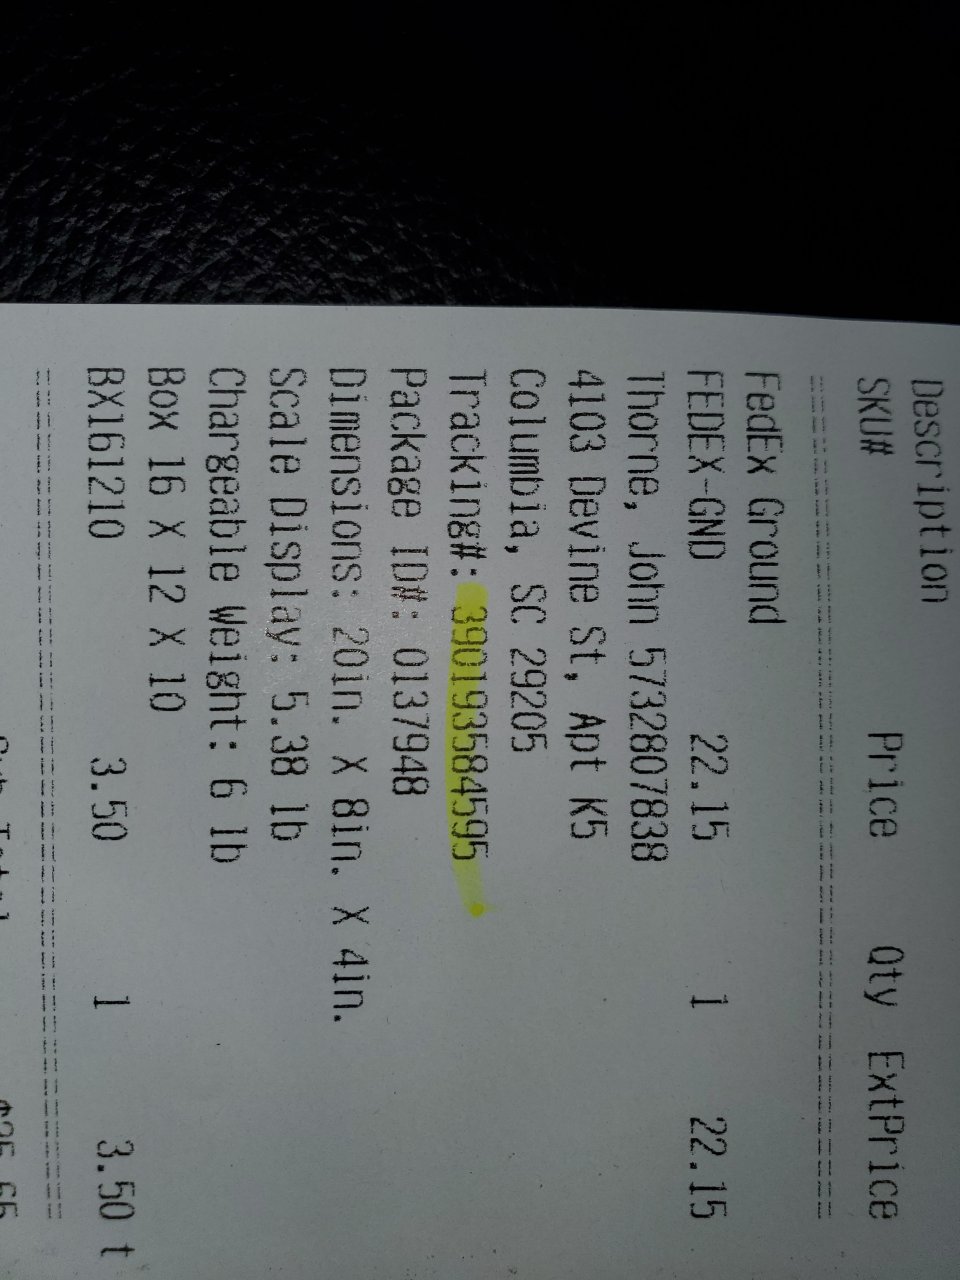 Description
SKU# Price Qty ExtPrice
FedEx Ground
FEDEX-GND 22.15 1 22.15
Thorne, John 5732807838
4103 Devine St, Apt K5
Columbia, SC 29205
Tracking#: 390193584595
Package ID#: 0137948
Dimensions: 20in. X 8in. X 4in.
Scale Display: 5.38 lb
Chargeable Weight: 6 lb
Box 16 X 12 X 10
BX161210 3.50 1 3.50 t